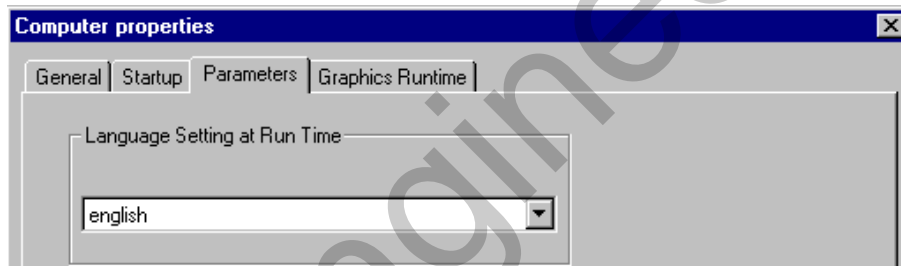 Computer properties
General Startup Parameters Graphics Runtime
Language Setting at Run Time
english